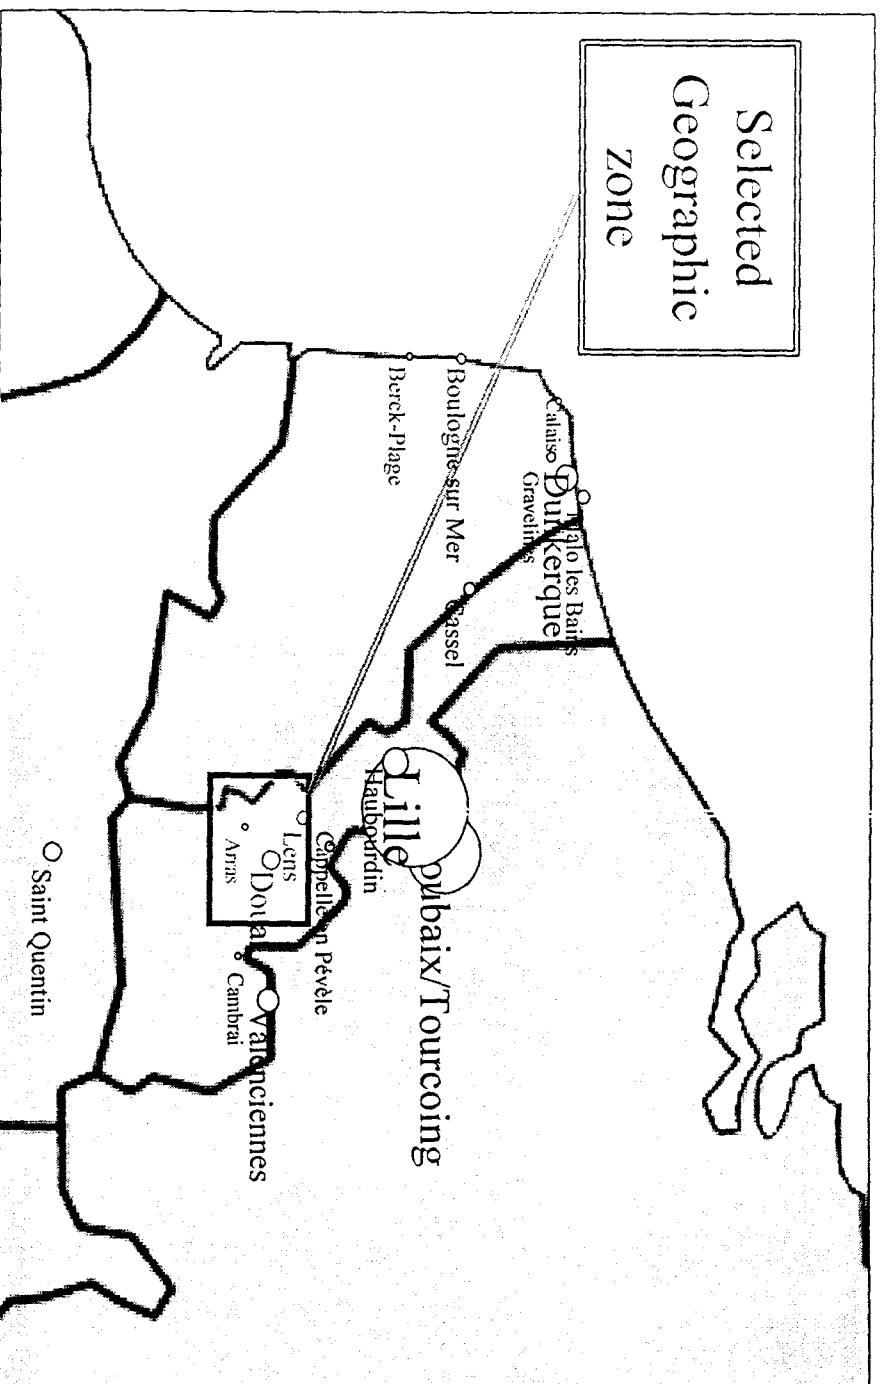 Selected
Geographic
zone
Malo les Bains
Dunkerque
Calais
Gravelines
Boulogne sur Mer
Cassel
Berck-Plage
Roubaix/Tourcoing
Lille
Haubourdin
Cappelle en Pévèle
Lens
Douai
Valenciennes
Arras
Cambrai
Saint Quentin